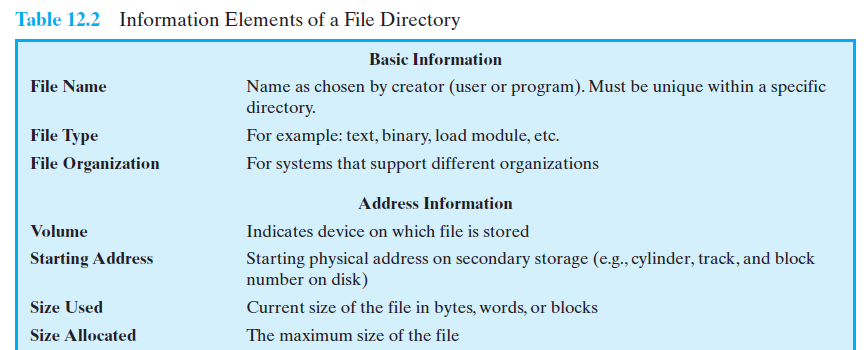 Table 12.2 Information Elements of a File Directory
Basic Information
File Name Name as chosen by creator (user or program). Must be unique within a specific
directory.
File Type For example: text, binary, load module, etc.
File Organization For systems that support different organizations
Address Information
Volume Indicates device on which file is stored
Starting Address Starting physical address on secondary storage (e.g., cylinder, track, and block
number on disk)
Size Used Current size of the file in bytes, words, or blocks
Size Allocated The maximum size of the file